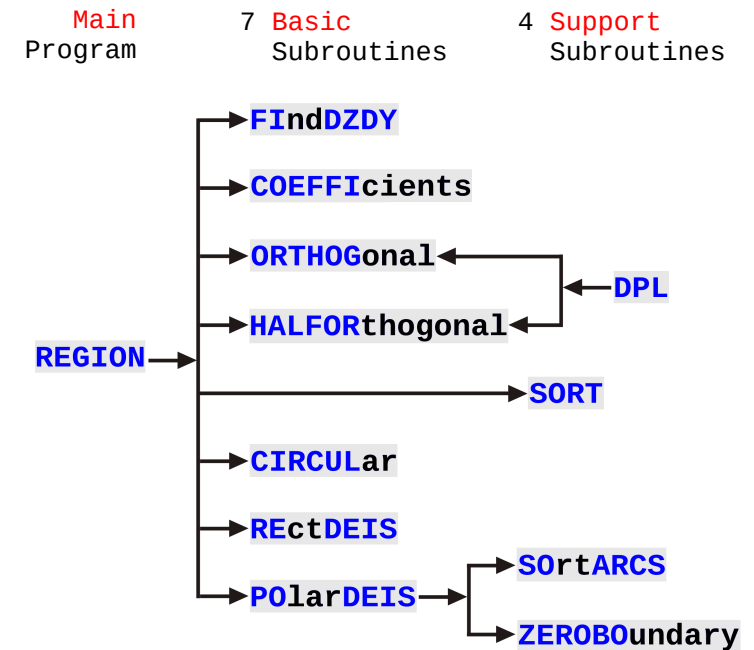 Main
Program
7 Basic
Subroutines
4 Support
Subroutines
FIndDZDY
COEFFIcients
ORTHOGonal
DPL
HALFORthogonal
REGION
SORT
CIRCULar
REctDEIS
SOrtARCS
POlarDEIS
ZEROBOundary